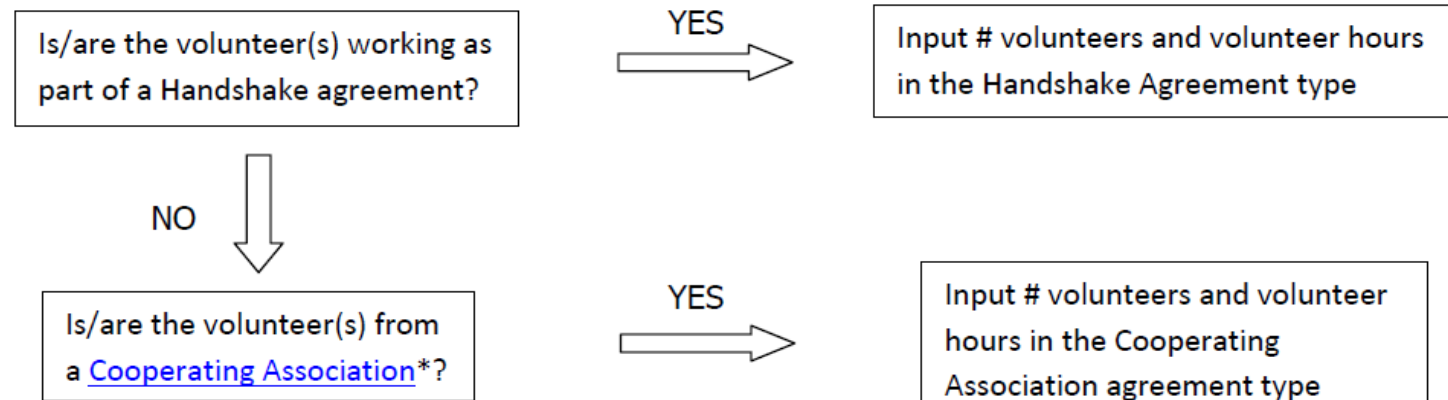 Is/are the volunteer(s) working as
part of a Handshake agreement?
YES
Input # volunteers and volunteer hours
in the Handshake Agreement type
NO
Is/are the volunteer(s) from
a Cooperating Association*?
YES
Input # volunteers and volunteer
hours in the Cooperating
Association agreement type